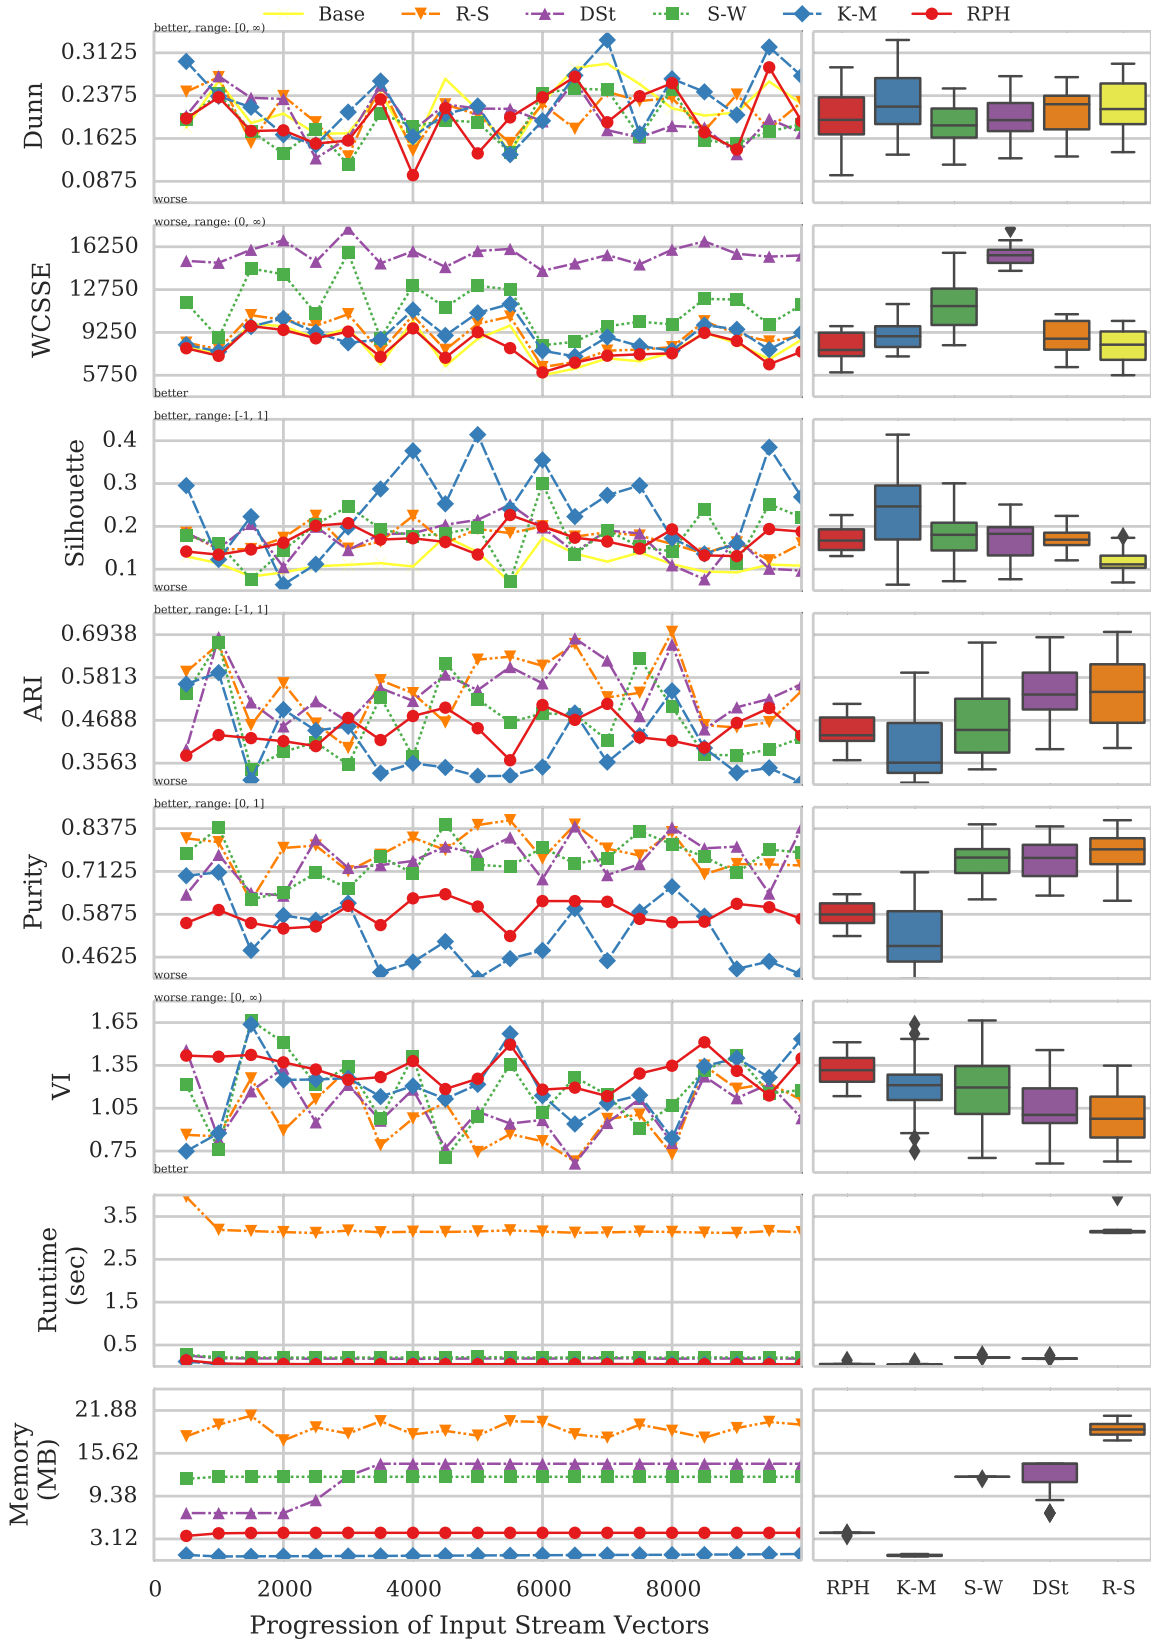 Base R-S DSt S-W K-M RPH
better, range: [0, ∞)
Dunn
0.3125
0.2375
0.1625
0.0875
worse
worse, range: (0, ∞)
WCSSE
16250
12750
9250
5750
better
better, range: [-1, 1]
Silhouette
0.4
0.3
0.2
0.1
worse
better, range: [-1, 1]
ARI
0.6938
0.5813
0.4688
0.3563
worse
better, range: [0, 1]
Purity
0.8375
0.7125
0.5875
0.4625
worse
worse range: [0, ∞)
VI
1.65
1.35
1.05
0.75
better
Runtime
(sec)
3.5
2.5
1.5
0.5
Memory
(MB)
21.88
15.62
9.38
3.12
0 2000 4000 6000 8000
RPH K-M S-W DSt R-S
Progression of Input Stream Vectors